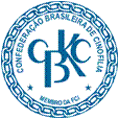 CONFEDERAÇÃO BRASILEIRA DE CINOFILIA
CBKC
MEMBRO DA FCI